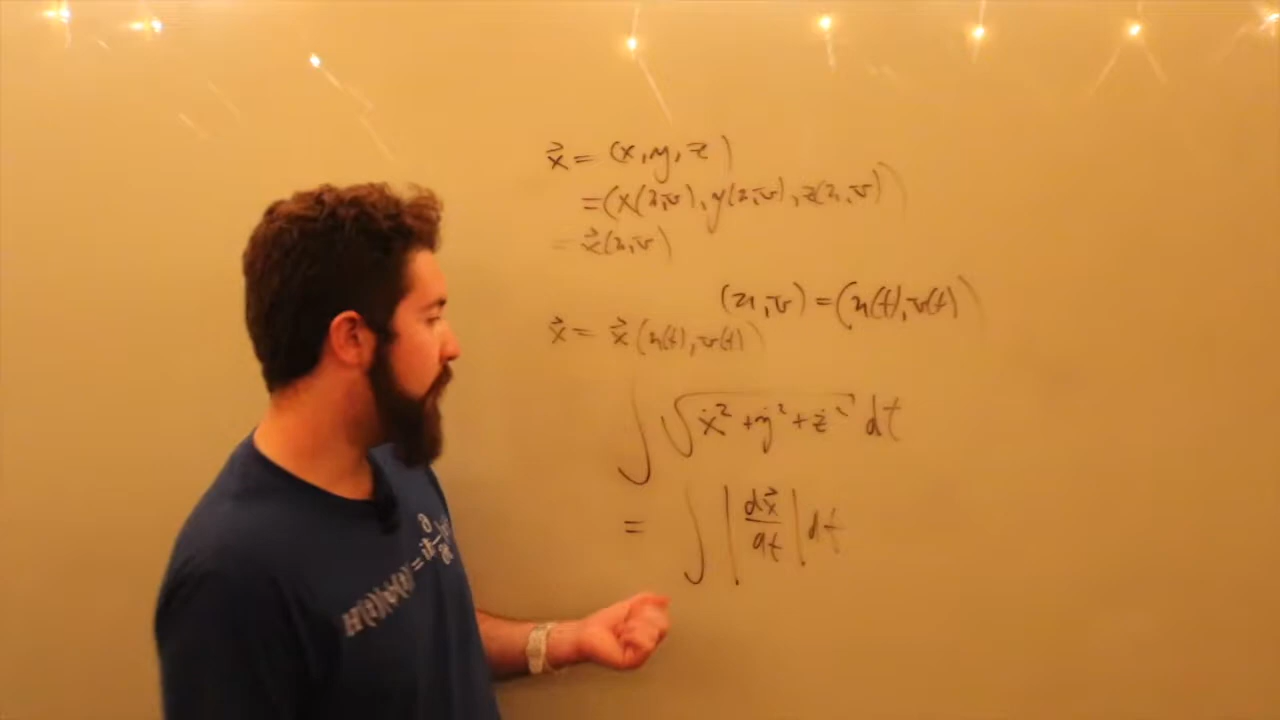 x⃗ = (x, y, z)
= (x(u,v), y(u,v), z(u,v))
= x⃗(u,v)
(u,v) = (u(t), v(t))
x⃗ = x⃗(u(t), v(t))
∫ √(ẋ² + ẏ² + ż²) dt
= ∫ |dx⃗/dt| dt